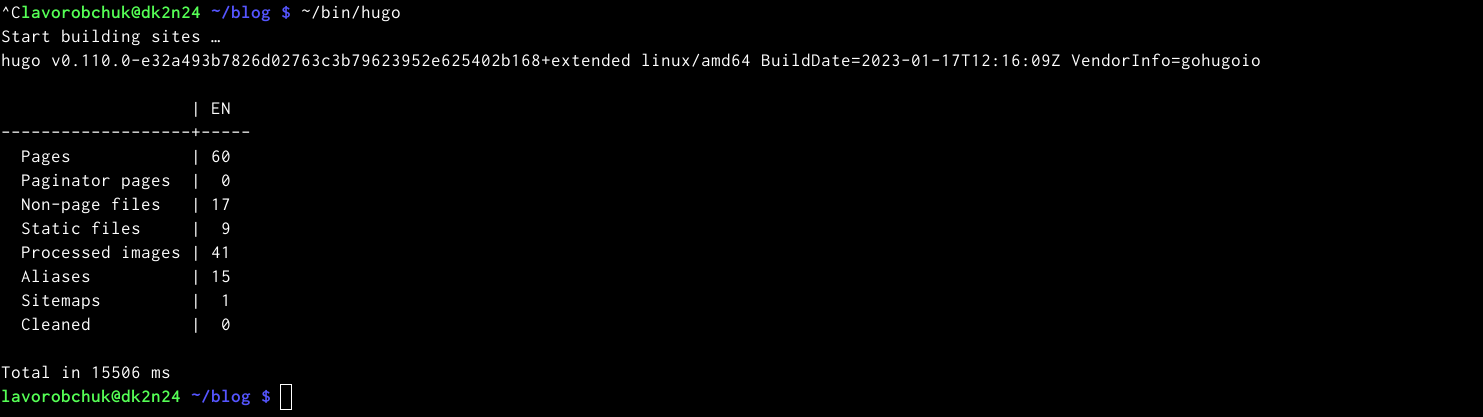 ^Clavorobchuk@dk2n24 ~/blog $ ~/bin/hugo
Start building sites …
hugo v0.110.0-e32a493b7826d02763c3b79623952e625402b168+extended linux/amd64 BuildDate=2023-01-17T12:16:09Z VendorInfo=gohugoio
                   | EN
-------------------+-----
  Pages            | 60
  Paginator pages  |  0
  Non-page files   | 17
  Static files     |  9
  Processed images | 41
  Aliases          | 15
  Sitemaps         |  1
  Cleaned          |  0
Total in 15506 ms
lavorobchuk@dk2n24 ~/blog $